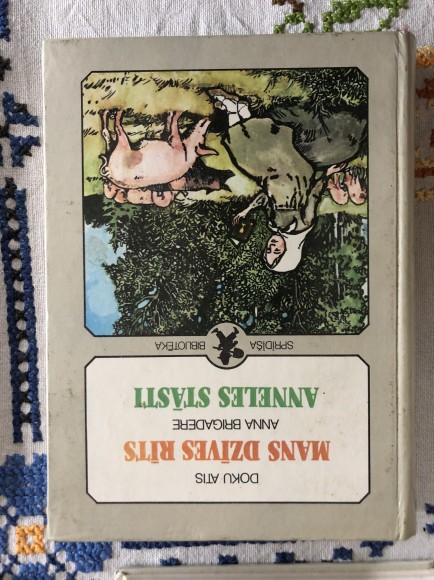 DOKU ATIS
MANS DZĪVES RĪTS
ANNA BRIGADERE
ANNELES STĀSTI
SPRĪDĪŠA BIBLIOTĒKA